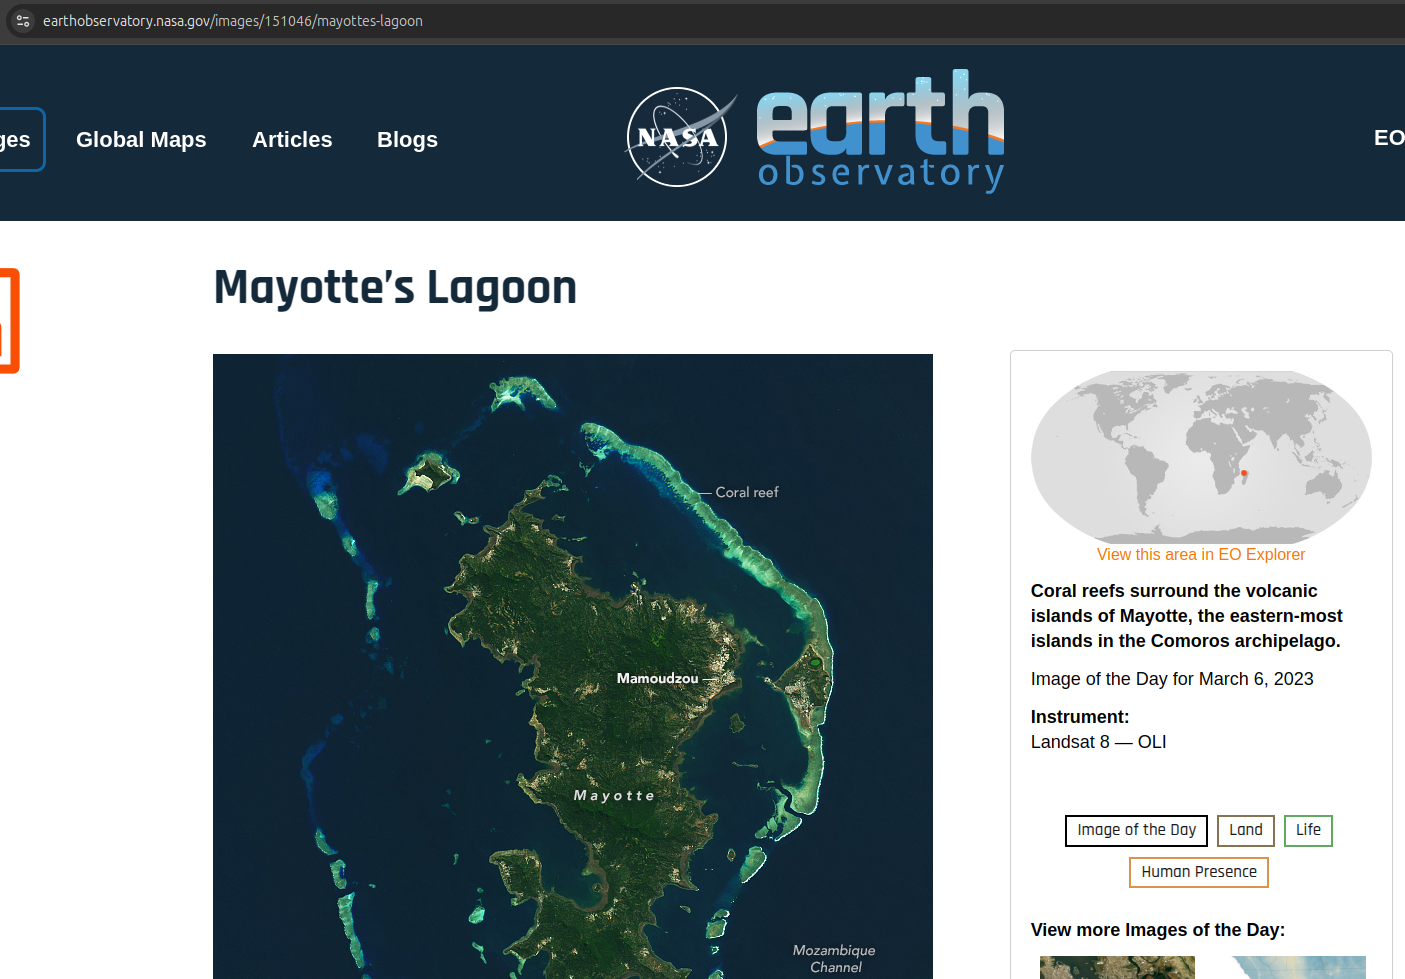 earthobservatory.nasa.gov/images/151046/mayottes-lagoon
Global Maps
Articles
Blogs
NASA
earth
observatory
EO
Mayotte’s Lagoon
Coral reef
Mamoudzou
Mayotte
Mozambique
Channel
View this area in EO Explorer
Coral reefs surround the volcanic
islands of Mayotte, the eastern-most
islands in the Comoros archipelago.
Image of the Day for March 6, 2023
Instrument:
Landsat 8 — OLI
Image of the Day
Land
Life
Human Presence
View more Images of the Day: